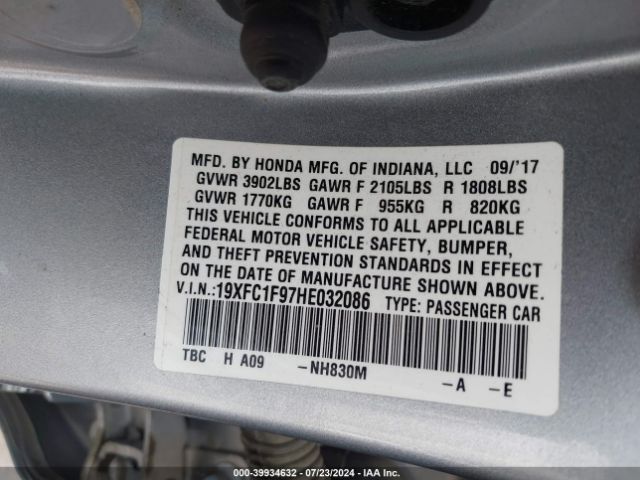 MFD. BY HONDA MFG. OF INDIANA, LLC 09/'17
GVWR 3902LBS GAWR F 2105LBS R 1808LBS
GVWR 1770KG GAWR F 955KG R 820KG
THIS VEHICLE CONFORMS TO ALL APPLICABLE
FEDERAL MOTOR VEHICLE SAFETY, BUMPER,
AND THEFT PREVENTION STANDARDS IN EFFECT
ON THE DATE OF MANUFACTURE SHOWN ABOVE.
V.I.N.:19XFC1F97HE032086 TYPE: PASSENGER CAR
TBC H A09 -NH830M -A -E
000-39934632 - 07/23/2024 - IAA Inc.